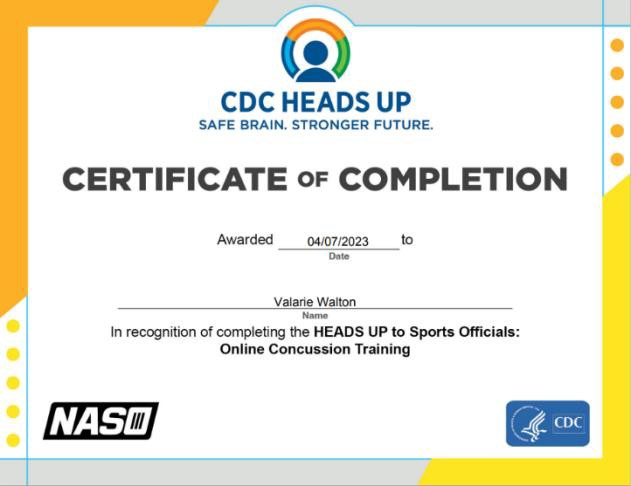 CDC HEADS UP
SAFE BRAIN. STRONGER FUTURE.
CERTIFICATE OF COMPLETION
Awarded 04/07/2023 to
Date
Valarie Walton
Name
In recognition of completing the HEADS UP to Sports Officials:
Online Concussion Training
NASO
CDC